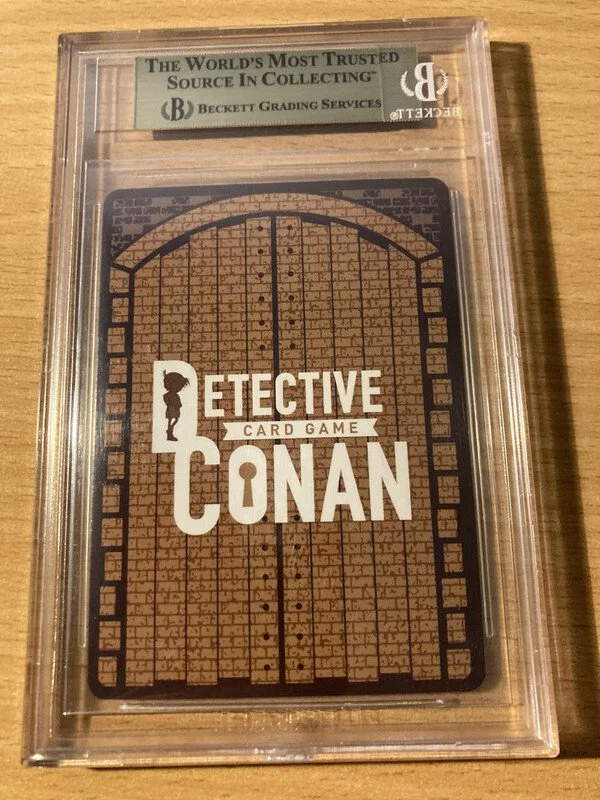 THE WORLD'S MOST TRUSTED
SOURCE IN COLLECTING™
B BECKETT GRADING SERVICES
B
BECKETT®
DETECTIVE
CARD GAME
CONAN